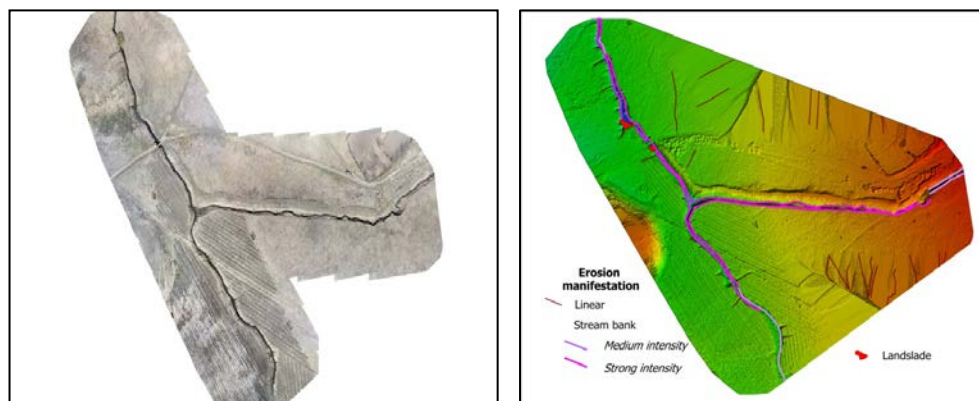 Erosion
manifestation
Linear
Stream bank
Medium intensity
Strong intensity
Landslade